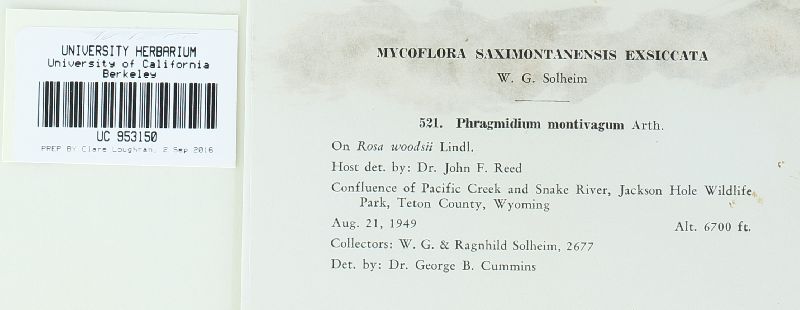 UNIVERSITY HERBARIUM
University of California
Berkeley
UC 953150
PREP BY Clare Loughran, 2 Sep 2016
MYCOFLORA SAXIMONTANENSIS EXSICCATA
W. G. Solheim
521. Phragmidium montivagum Arth.
On Rosa woodsii Lindl.
Host det. by: Dr. John F. Reed
Confluence of Pacific Creek and Snake River, Jackson Hole Wildlife
Park, Teton County, Wyoming
Aug. 21, 1949 Alt. 6700 ft.
Collectors: W. G. & Ragnhild Solheim, 2677
Det. by: Dr. George B. Cummins